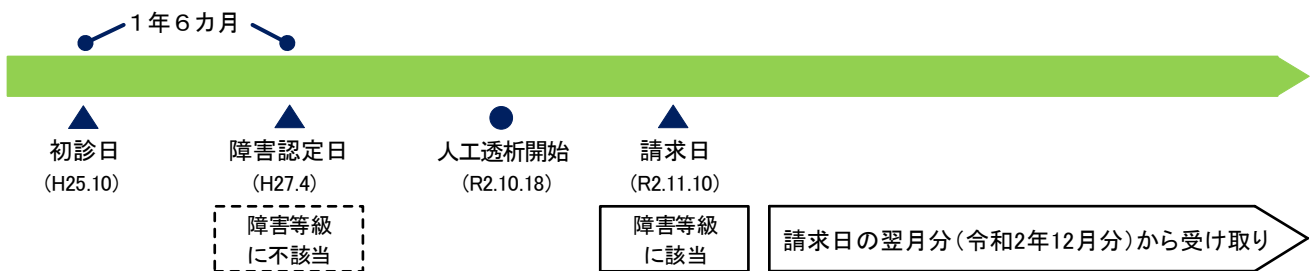 1年6カ月
初診日
(H25.10)
障害認定日
(H27.4)
人工透析開始
(R2.10.18)
請求日
(R2.11.10)
障害等級
に不該当
障害等級
に該当
請求日の翌月分(令和2年12月分)から受け取り